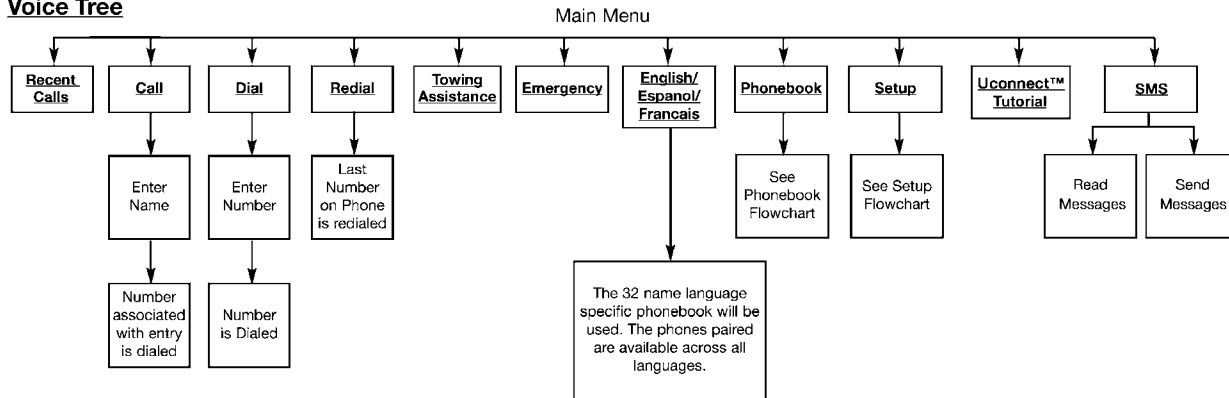 Voice Tree
Main Menu
Recent
Calls
Call
Dial
Redial
Towing
Assistance
Emergency
English/
Espanol/
Francais
Phonebook
Setup
Uconnect™
Tutorial
SMS
Enter
Name
Enter
Number
Last
Number
on Phone
is redialed
See
Phonebook
Flowchart
See Setup
Flowchart
Read
Messages
Send
Messages
Number
associated
with entry
is dialed
Number
is Dialed
The 32 name language
specific phonebook will be
used. The phones paired
are available across all
languages.